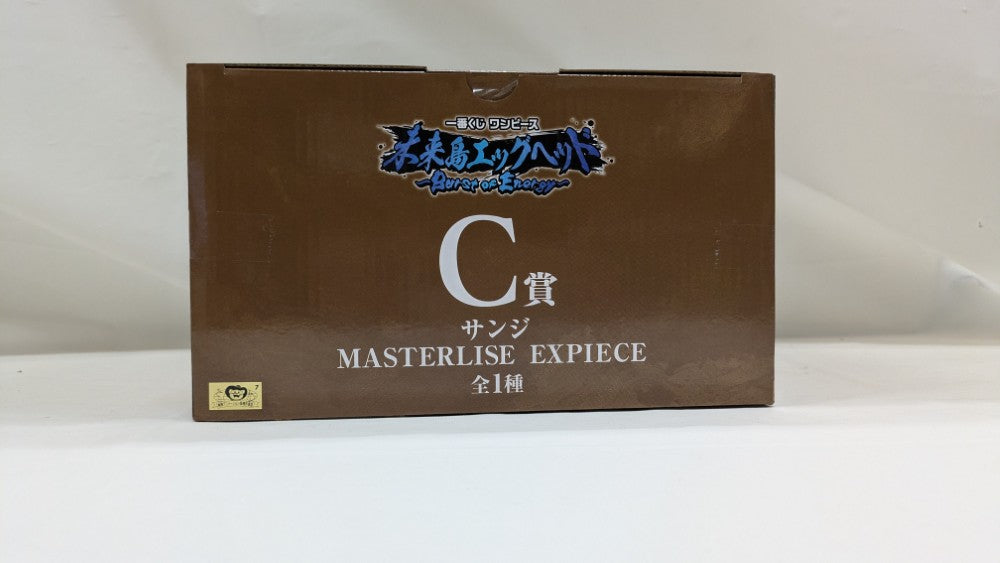 一番くじ ワンピース
未来島エッグヘッド
～Burst of Energy～
C賞
サンジ
MASTERLISE EXPIECE
全1種